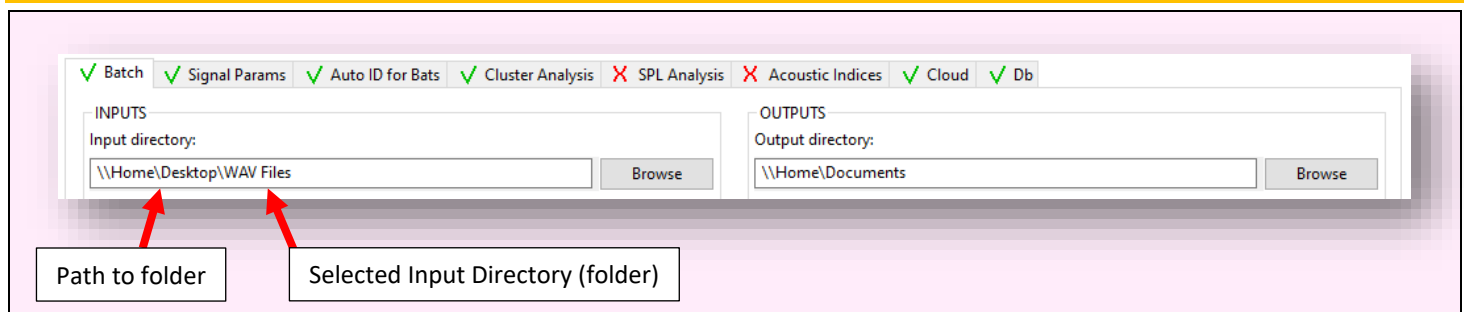 Batch Signal Params Auto ID for Bats Cluster Analysis SPL Analysis Acoustic Indices Cloud Db
INPUTS
Input directory:
\\Home\Desktop\WAV Files Browse
OUTPUTS
Output directory:
\\Home\Documents Browse
Path to folder
Selected Input Directory (folder)